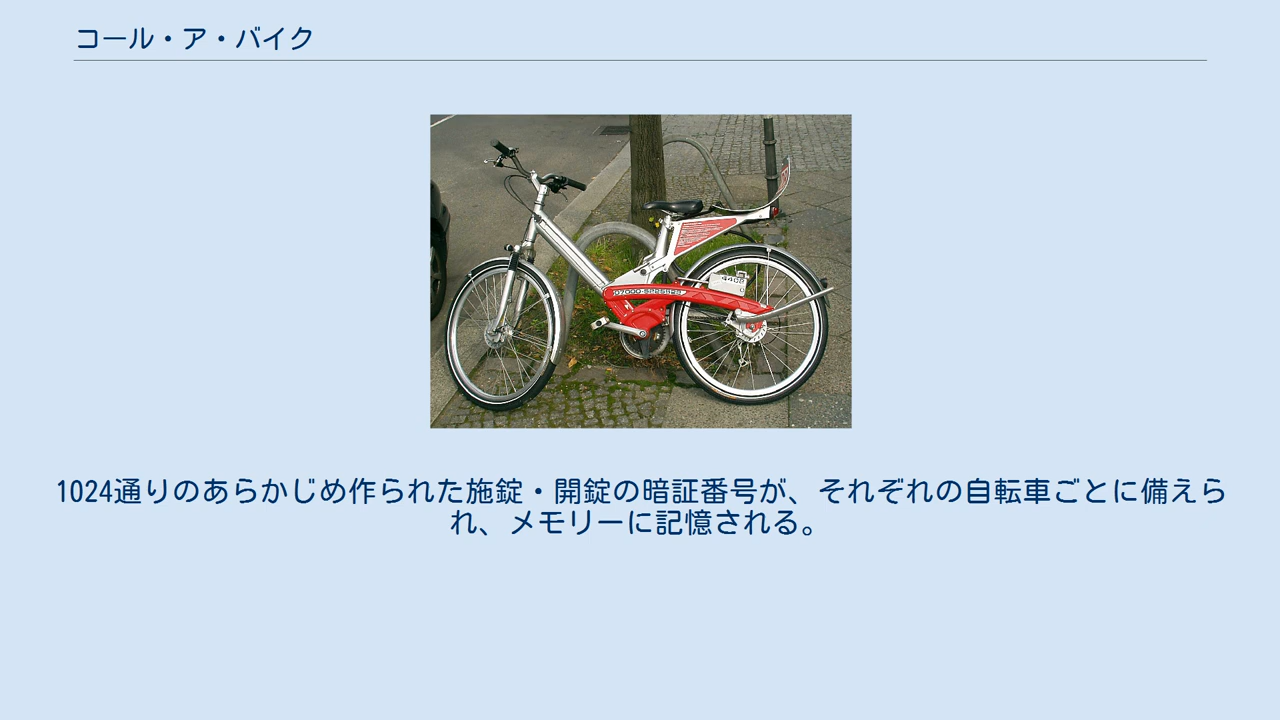 コール・ア・バイク
4408
1024通りのあらかじめ作られた施錠・開錠の暗証番号が、それぞれの自転車ごとに備えら
れ、メモリーに記憶される。